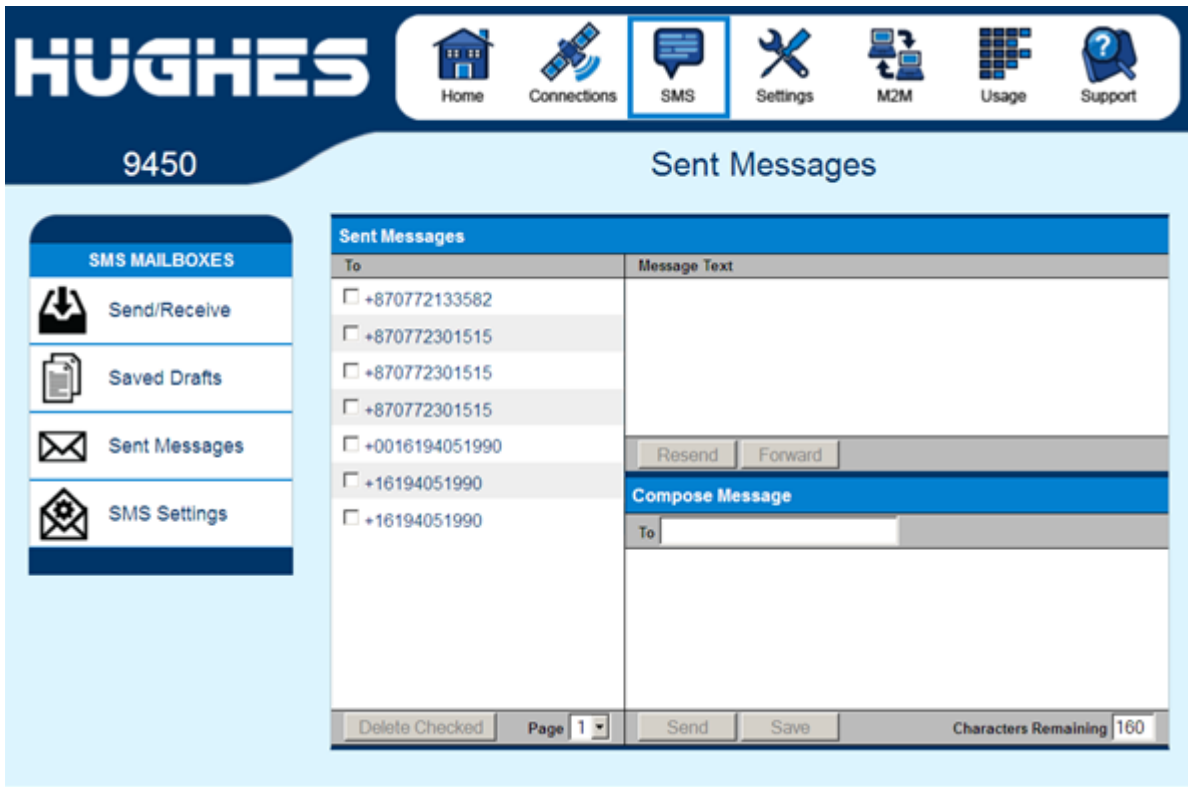 HUGHES
Home Connections SMS Settings M2M Usage Support
9450
Sent Messages
SMS MAILBOXES
Send/Receive
Saved Drafts
Sent Messages
SMS Settings
Sent Messages
To
+870772133582
+870772301515
+870772301515
+870772301515
+0016194051990
+16194051990
+16194051990
Delete Checked Page 1
Message Text
Resend Forward
Compose Message
To
Send Save Characters Remaining 160